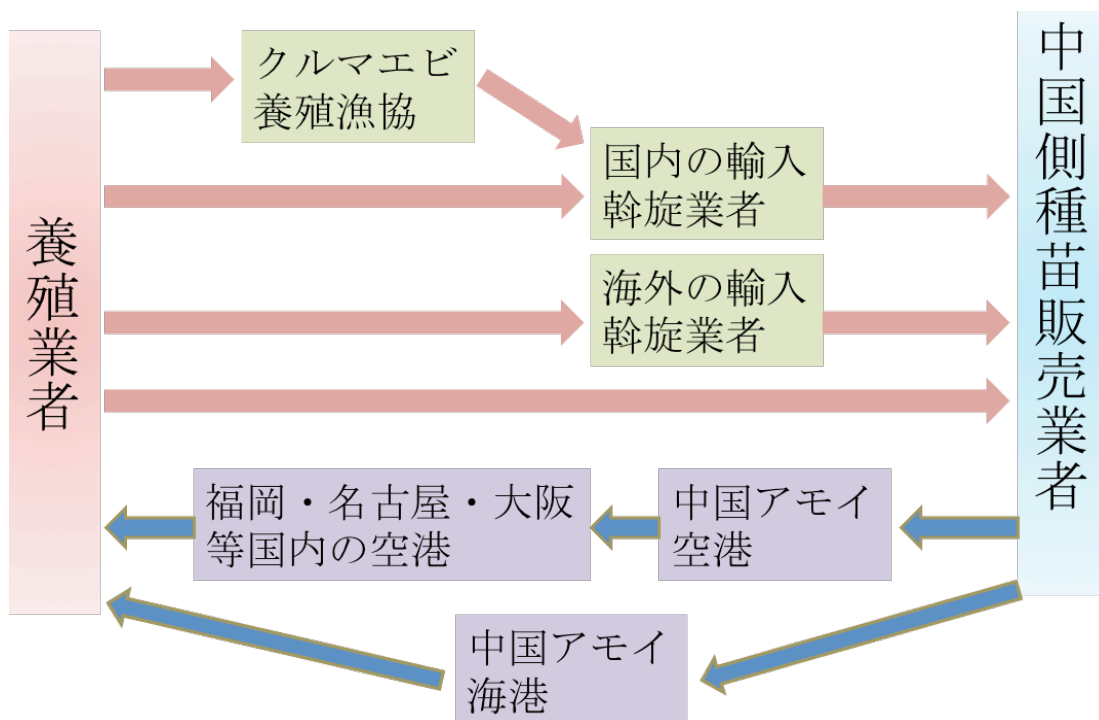 養殖業者
クルマエビ
養殖漁協
国内の輸入
斡旋業者
海外の輸入
斡旋業者
中国側種苗販売業者
福岡・名古屋・大阪
等国内の空港
中国アモイ
空港
中国アモイ
海港